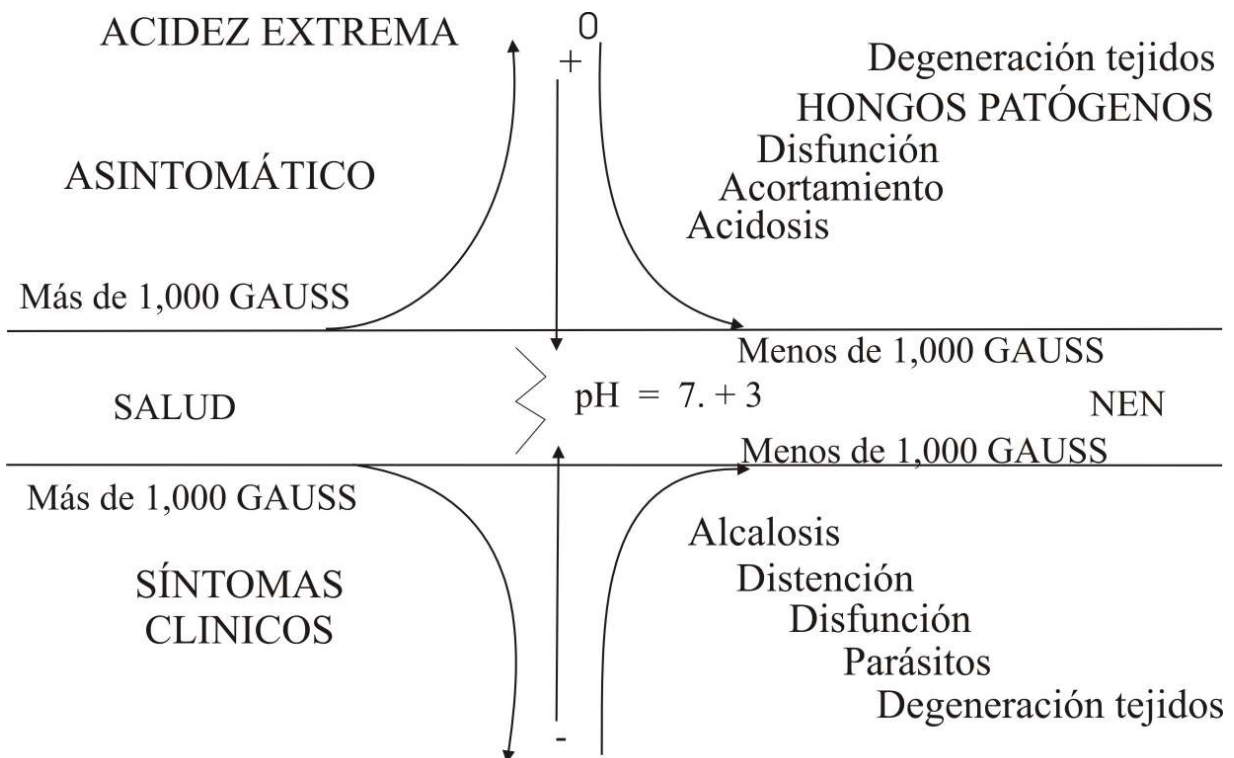 ACIDEZ EXTREMA
0
+
Degeneración tejidos
HONGOS PATÓGENOS
Disfunción
Acortamiento
Acidosis
ASINTOMÁTICO
Más de 1,000 GAUSS
Menos de 1,000 GAUSS
SALUD
pH = 7. + 3
NEN
Menos de 1,000 GAUSS
Más de 1,000 GAUSS
SÍNTOMAS
CLINICOS
Alcalosis
Distención
Disfunción
Parásitos
Degeneración tejidos
-